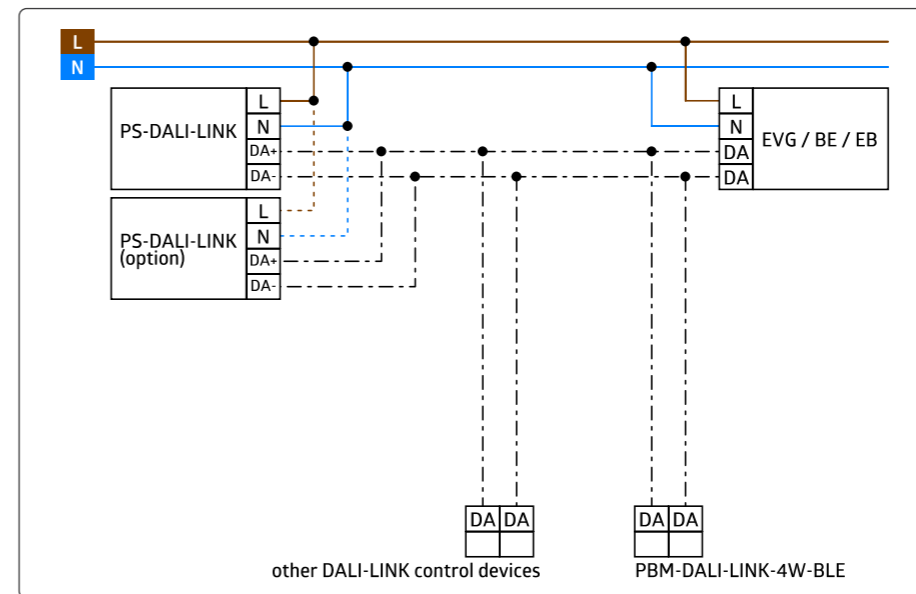 L
N
PS-DALI-LINK
L
N
DA+
DA-
L
N
DA
DA
EVG / BE / EB
PS-DALI-LINK
(option)
L
N
DA+
DA-
DA DA
DA DA
other DALI-LINK control devices
PBM-DALI-LINK-4W-BLE